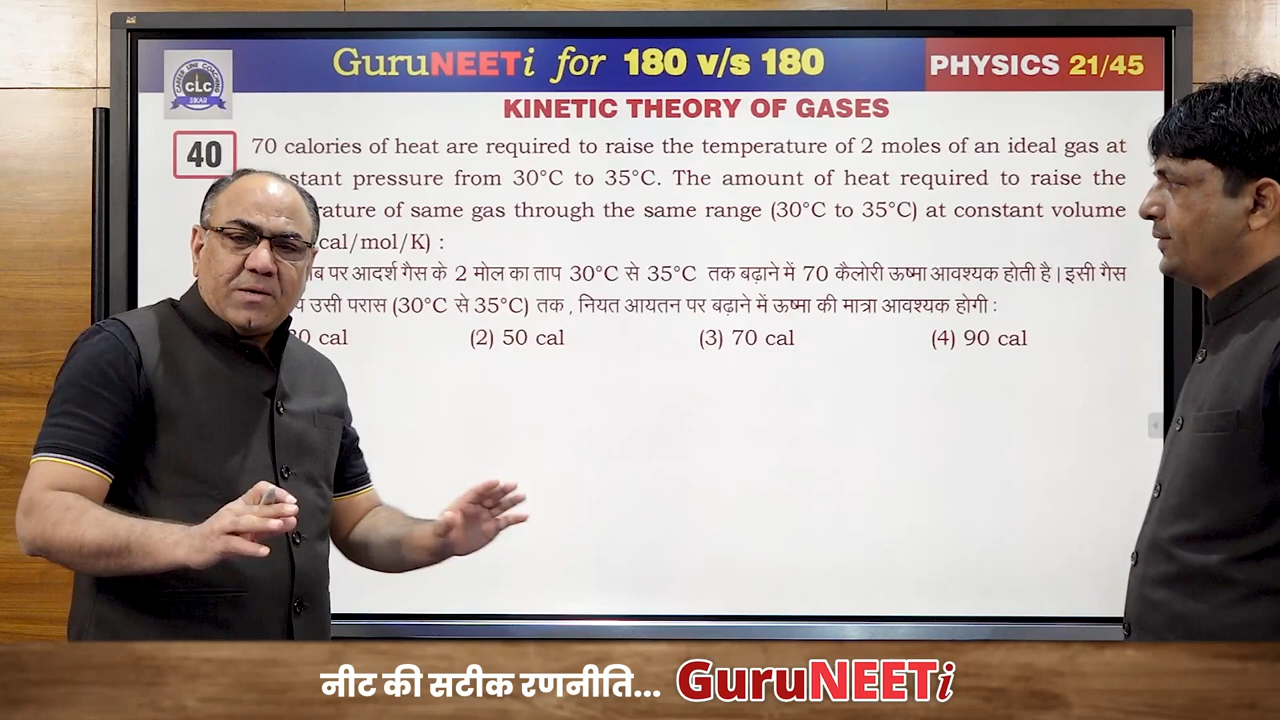 GuruNEETi for 180 v/s 180
PHYSICS 21/45
CAREER LINE COACHING
CLC
SIKAR
KINETIC THEORY OF GASES
40
70 calories of heat are required to raise the temperature of 2 moles of an ideal gas at
stant pressure from 30°C to 35°C. The amount of heat required to raise the
rature of same gas through the same range (30°C to 35°C) at constant volume
cal/mol/K) :
ब पर आदर्श गैस के 2 मोल का ताप 30°C से 35°C तक बढ़ाने में 70 कैलोरी ऊष्मा आवश्यक होती है। इसी गैस
उसी परास (30°C से 35°C) तक , नियत आयतन पर बढ़ाने में ऊष्मा की मात्रा आवश्यक होगी :
0 cal (2) 50 cal (3) 70 cal (4) 90 cal
नीट की सटीक रणनीति... GuruNEETi